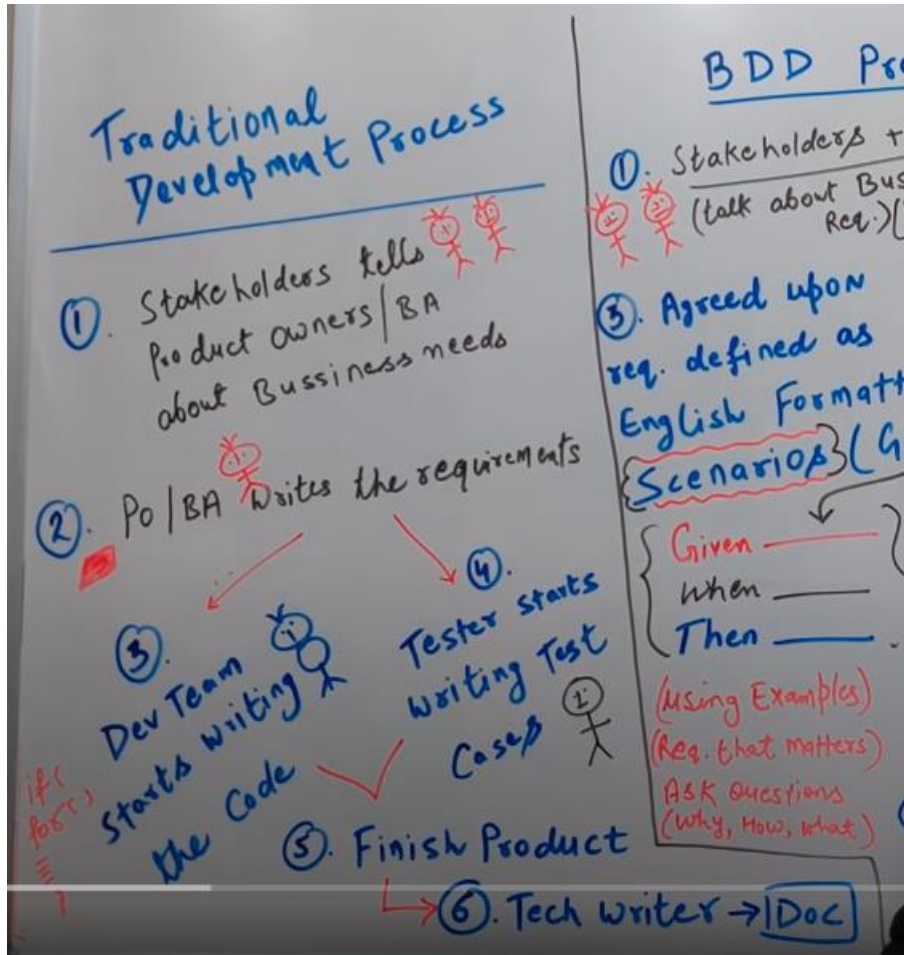 Traditional
Development Process
①. Stakeholders tells
Product owners/BA
about Bussiness needs
②. PO/BA writes the requirements
③.
Dev Team
starts writing
the Code
if(
for( )
④.
Tester starts
writing Test
Cases
⑤. Finish Product
⑥. Tech writer → Doc
BDD Pro
①. Stakeholders +
(talk about Bus
Req.)(
③. Agreed upon
req. defined as
English Formatt
{Scenarios} (G
Given
When
Then
(using Examples)
(Req. that matters)
ASK Questions
(Why, How, what)